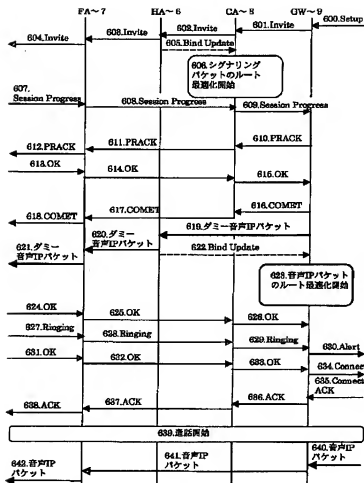 FA～7
HA～6
CA～8
GW～9
600.Setup
601.Invite
602.Invite
603.Invite
604.Invite
605.Bind Update
606.シグナリング
パケットのルート
最適化開始
607.
Session Progress
608.Session Progress
609.Session Progress
610.PRACK
611.PRACK
612.PRACK
613.OK
614.OK
615.OK
616.COMET
617.COMET
618.COMET
619.ダミー音声IPパケット
620.ダミー
音声IPパケット
621.ダミー
音声IPパケット
622.Bind Update
623.音声IPパケット
のルート最適化開始
624.OK
625.OK
626.OK
627.Ringing
628.Ringing
629.Ringing
630.Alert
631.OK
632.OK
633.OK
634.Connect
635.Connect
ACK
636.ACK
637.ACK
638.ACK
639.通話開始
640.音声IP
パケット
641.音声IP
パケット
642.音声IP
パケット